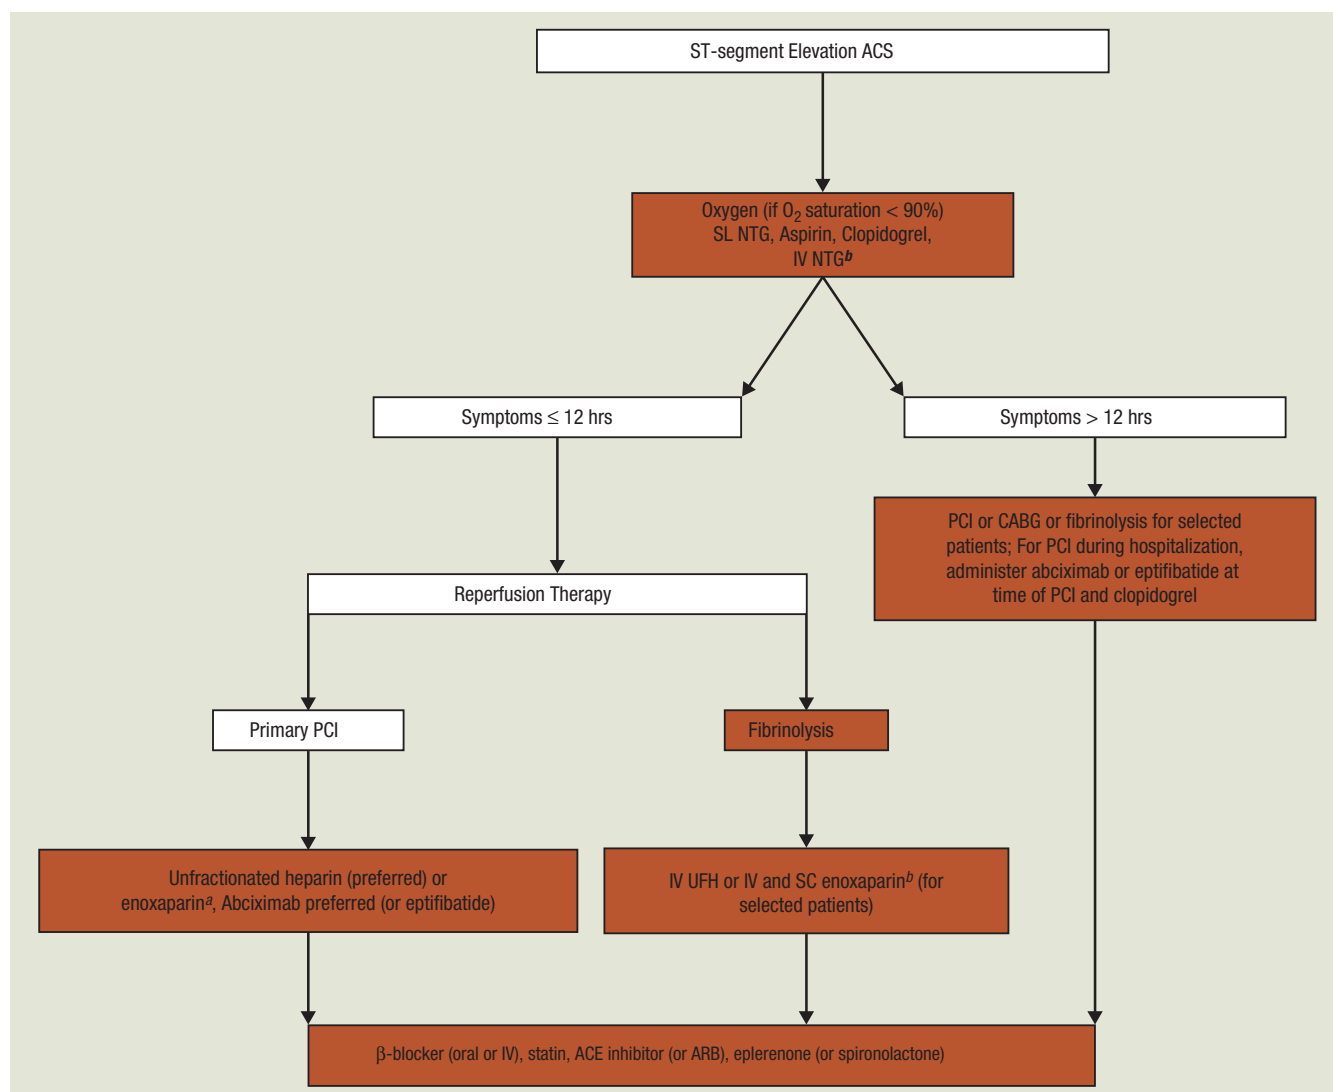 ST-segment Elevation ACS
Oxygen (if O₂ saturation < 90%)
SL NTG, Aspirin, Clopidogrel,
IV NTGᵇ
Symptoms ≤ 12 hrs
Symptoms > 12 hrs
PCI or CABG or fibrinolysis for selected
patients; For PCI during hospitalization,
administer abciximab or eptifibatide at
time of PCI and clopidogrel
Reperfusion Therapy
Primary PCI
Fibrinolysis
Unfractionated heparin (preferred) or
enoxaparinᵃ, Abciximab preferred (or eptifibatide)
IV UFH or IV and SC enoxaparinᵇ (for
selected patients)
β-blocker (oral or IV), statin, ACE inhibitor (or ARB), eplerenone (or spironolactone)